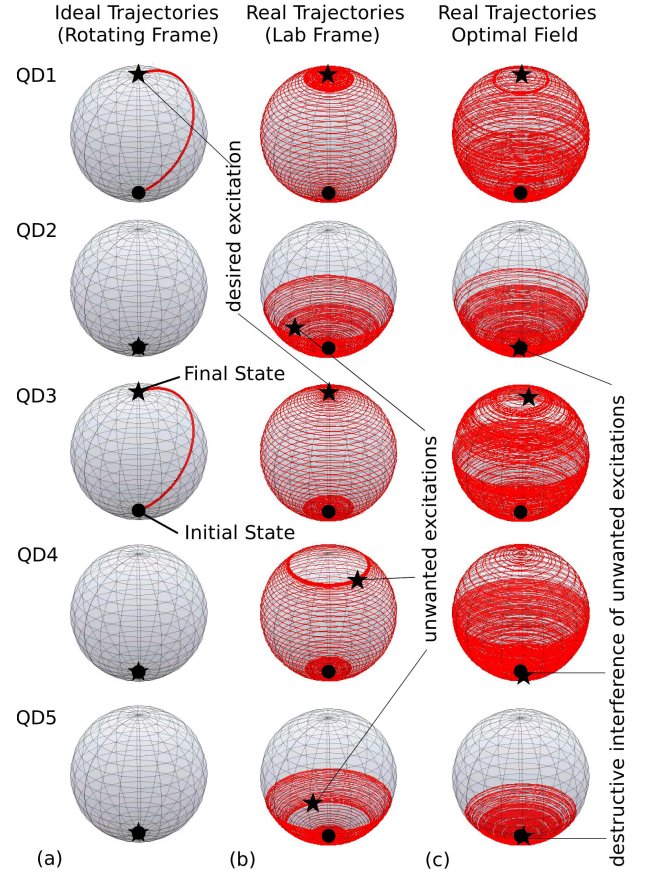 Ideal Trajectories
(Rotating Frame)
Real Trajectories
(Lab Frame)
Real Trajectories
Optimal Field
QD1
desired excitation
QD2
QD3
Final State
Initial State
unwanted excitations
destructive interference of unwanted excitations
QD4
QD5
(a)
(b)
(c)